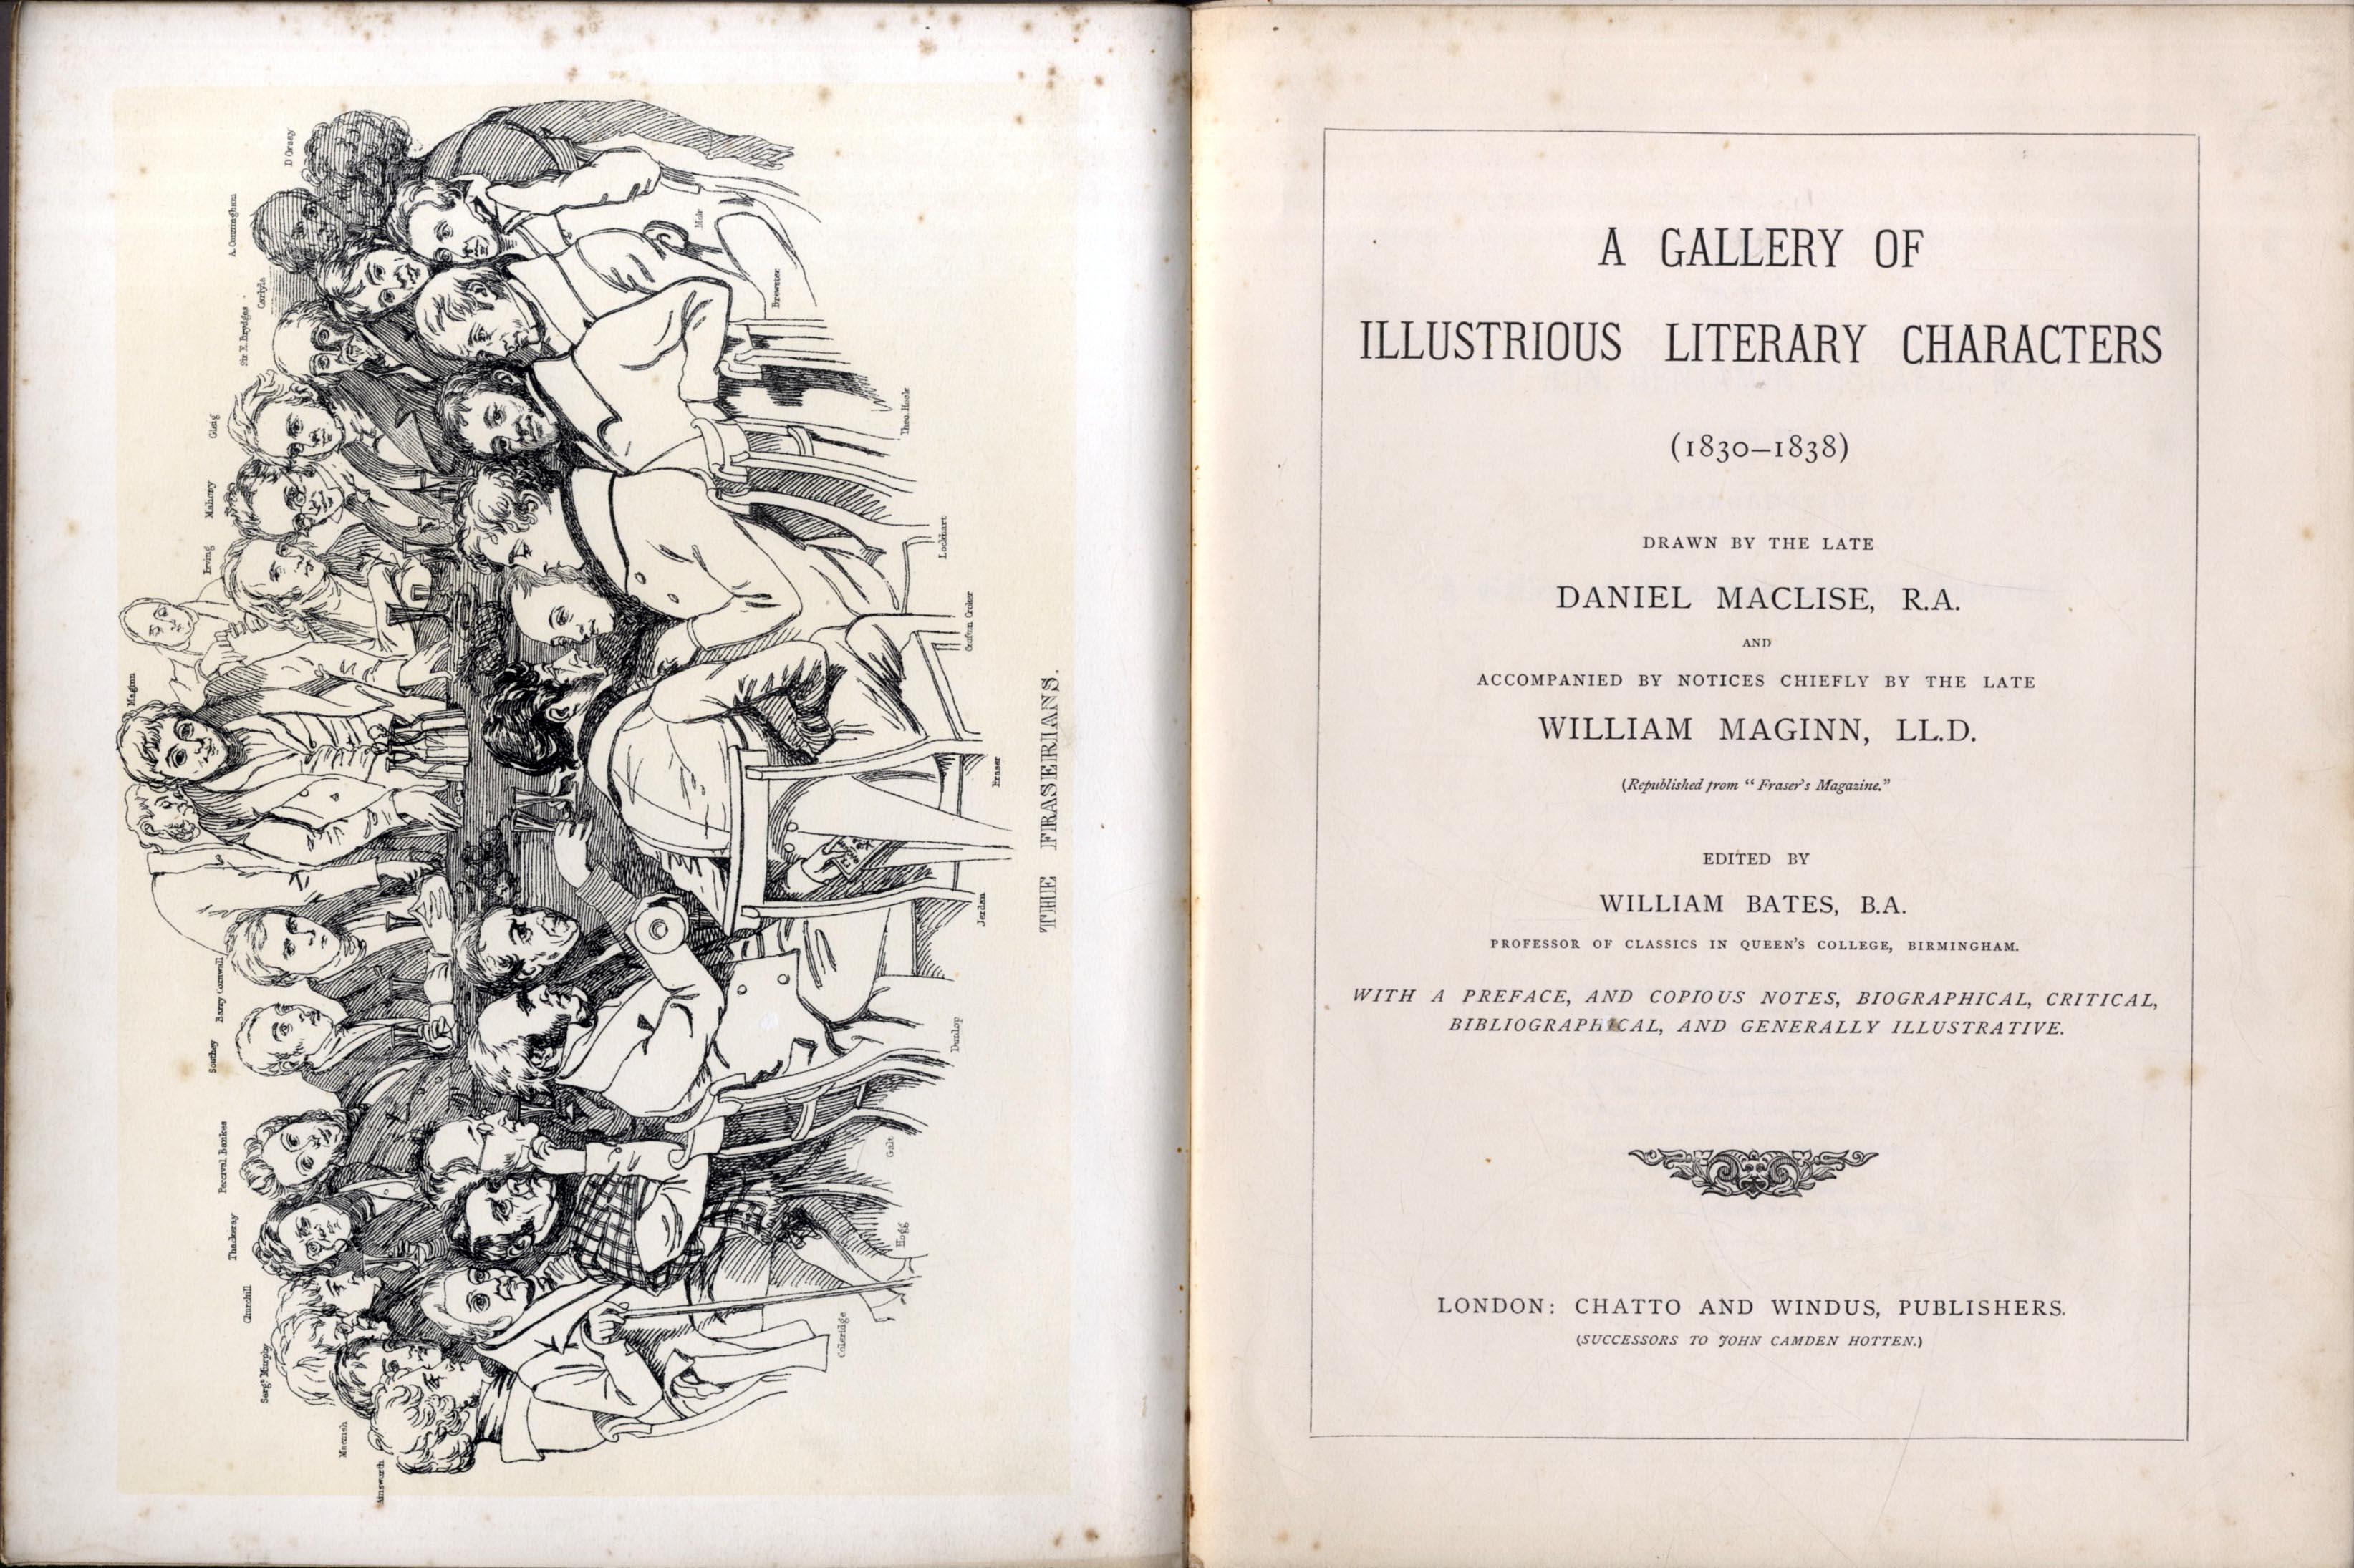 D'Orsay
A. Cunningham
Carlyle
Sir E. Brydges
Gleig
Mahony
Irving
Maginn
Barry Cornwall
Southey
Percival Bankes
Thackeray
Churchill
Serg.t Murphy
Macnish
Ainsworth
Moir
Brewster
Theo. Hook
Lockhart
Crofton Croker
Fraser
Jerdan
Dunlop
Galt
Hogg
Coleridge
THE FRASERIANS.
A GALLERY OF
ILLUSTRIOUS LITERARY CHARACTERS
(1830–1838)
DRAWN BY THE LATE
DANIEL MACLISE, R.A.
AND
ACCOMPANIED BY NOTICES CHIEFLY BY THE LATE
WILLIAM MAGINN, LL.D.
(Republished from "Fraser's Magazine.")
EDITED BY
WILLIAM BATES, B.A.
PROFESSOR OF CLASSICS IN QUEEN'S COLLEGE, BIRMINGHAM.
WITH A PREFACE, AND COPIOUS NOTES, BIOGRAPHICAL, CRITICAL,
BIBLIOGRAPHICAL, AND GENERALLY ILLUSTRATIVE.
LONDON: CHATTO AND WINDUS, PUBLISHERS.
(SUCCESSORS TO JOHN CAMDEN HOTTEN.)